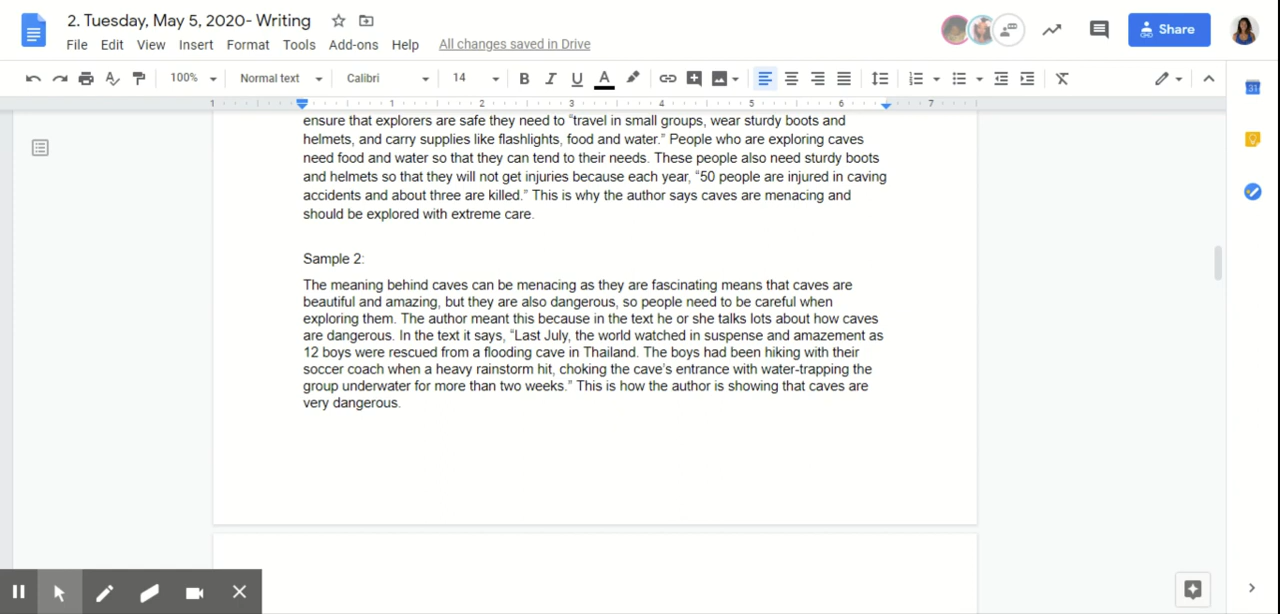 2. Tuesday, May 5, 2020- Writing
File Edit View Insert Format Tools Add-ons Help All changes saved in Drive
Share
100% Normal text Calibri 14 B I U A
1 1 2 3 4 5 6 7
31
ensure that explorers are safe they need to “travel in small groups, wear sturdy boots and
helmets, and carry supplies like flashlights, food and water.” People who are exploring caves
need food and water so that they can tend to their needs. These people also need sturdy boots
and helmets so that they will not get injuries because each year, “50 people are injured in caving
accidents and about three are killed.” This is why the author says caves are menacing and
should be explored with extreme care.
Sample 2:
The meaning behind caves can be menacing as they are fascinating means that caves are
beautiful and amazing, but they are also dangerous, so people need to be careful when
exploring them. The author meant this because in the text he or she talks lots about how caves
are dangerous. In the text it says, “Last July, the world watched in suspense and amazement as
12 boys were rescued from a flooding cave in Thailand. The boys had been hiking with their
soccer coach when a heavy rainstorm hit, choking the cave’s entrance with water-trapping the
group underwater for more than two weeks.” This is how the author is showing that caves are
very dangerous.